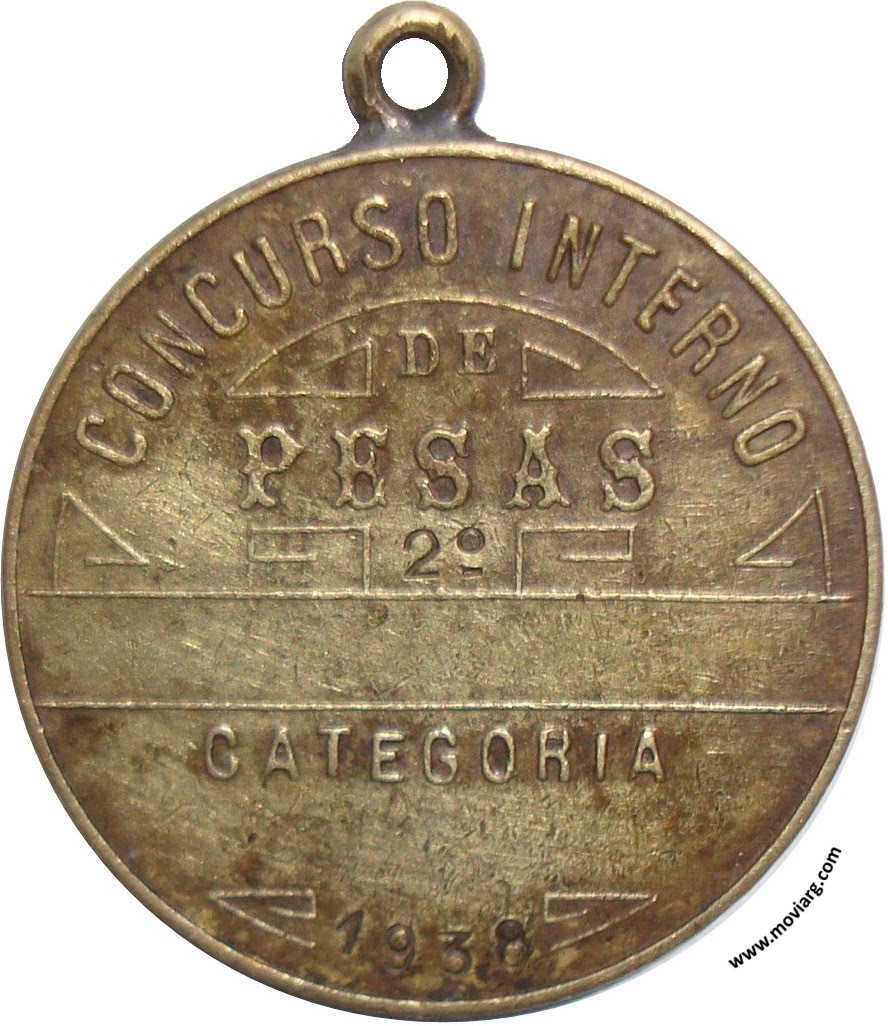 CONCURSO INTERNO
DE
PESAS
2º
CATEGORIA
1938
www.moviarg.com